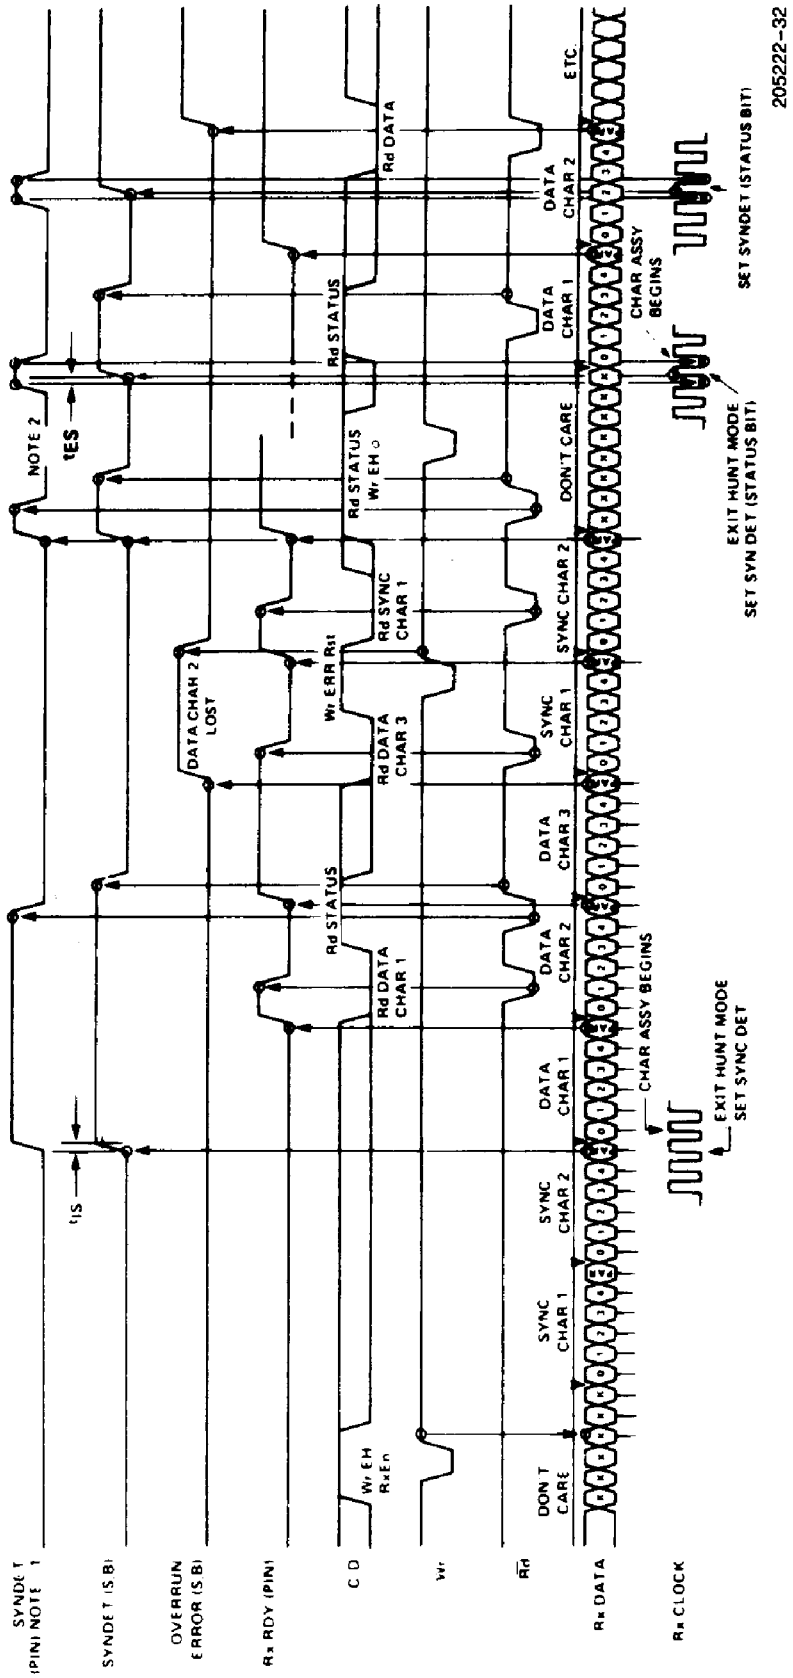 SYNDET
(PIN) NOTE 1
SYNDET (S.B)
OVERRUN
ERROR (S.B)
Rx RDY (PIN)
C D
Wr
Rd
Rx DATA
Rx CLOCK
tIS
NOTE 2
tES
DATA CHAR 2
LOST
Wr EH
RxEn
Rd DATA
CHAR 1
Rd STATUS
Rd DATA
CHAR 3
Wr ERR Rst
Rd SYNC
CHAR 1
Rd STATUS
Wr EH
Rd STATUS
Rd DATA
DON'T
CARE
SYNC
CHAR 1
SYNC
CHAR 2
DATA
CHAR 1
DATA
CHAR 2
DATA
CHAR 3
SYNC
CHAR 1
SYNC CHAR 2
DON'T CARE
DATA
CHAR 1
DATA
CHAR 2
ETC.
CHAR ASSY BEGINS
EXIT HUNT MODE
SET SYNC DET
CHAR ASSY
BEGINS
EXIT HUNT MODE
SET SYN DET (STATUS BIT)
SET SYNDET (STATUS BIT)
205222-32